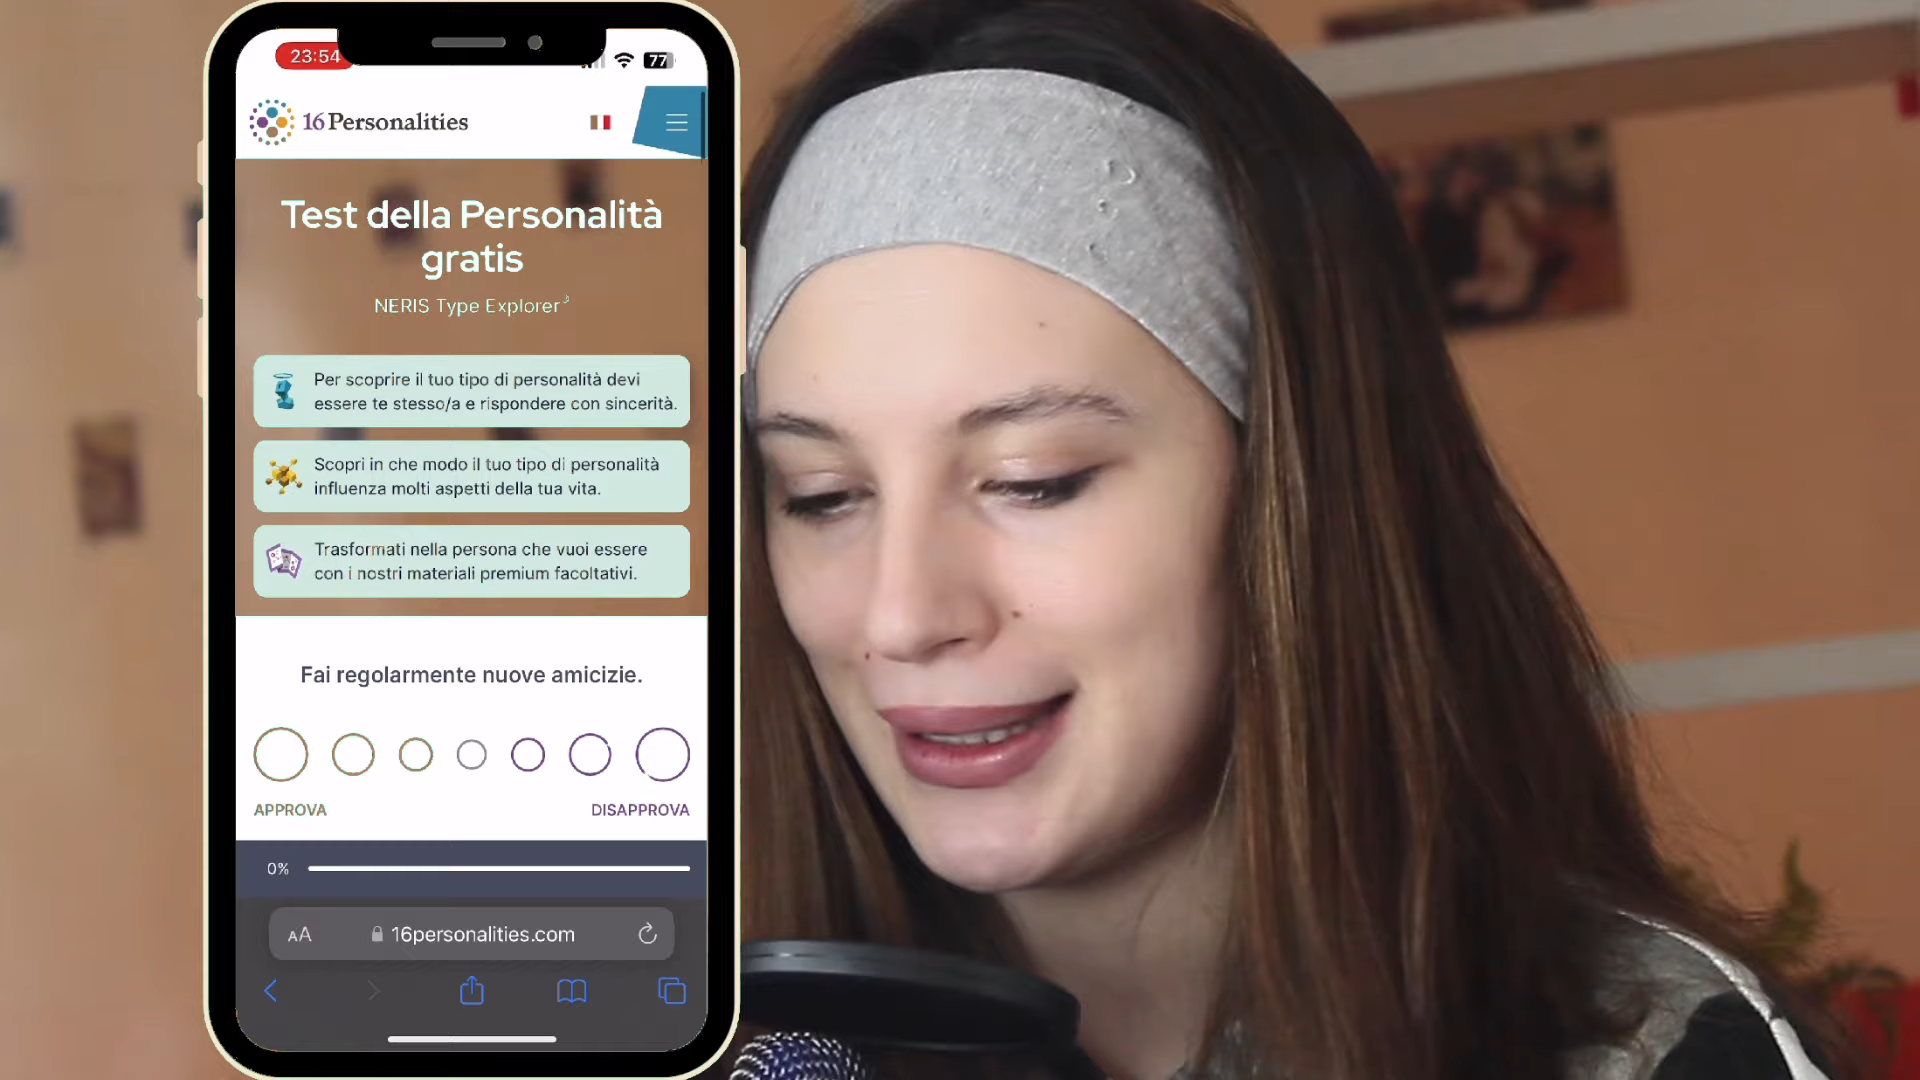 23:54
77
16Personalities
Test della Personalità
gratis
NERIS Type Explorer
Per scoprire il tuo tipo di personalità devi
essere te stesso/a e rispondere con sincerità.
Scopri in che modo il tuo tipo di personalità
influenza molti aspetti della tua vita.
Trasformati nella persona che vuoi essere
con i nostri materiali premium facoltativi.
Fai regolarmente nuove amicizie.
APPROVA
DISAPPROVA
0%
AA
16personalities.com